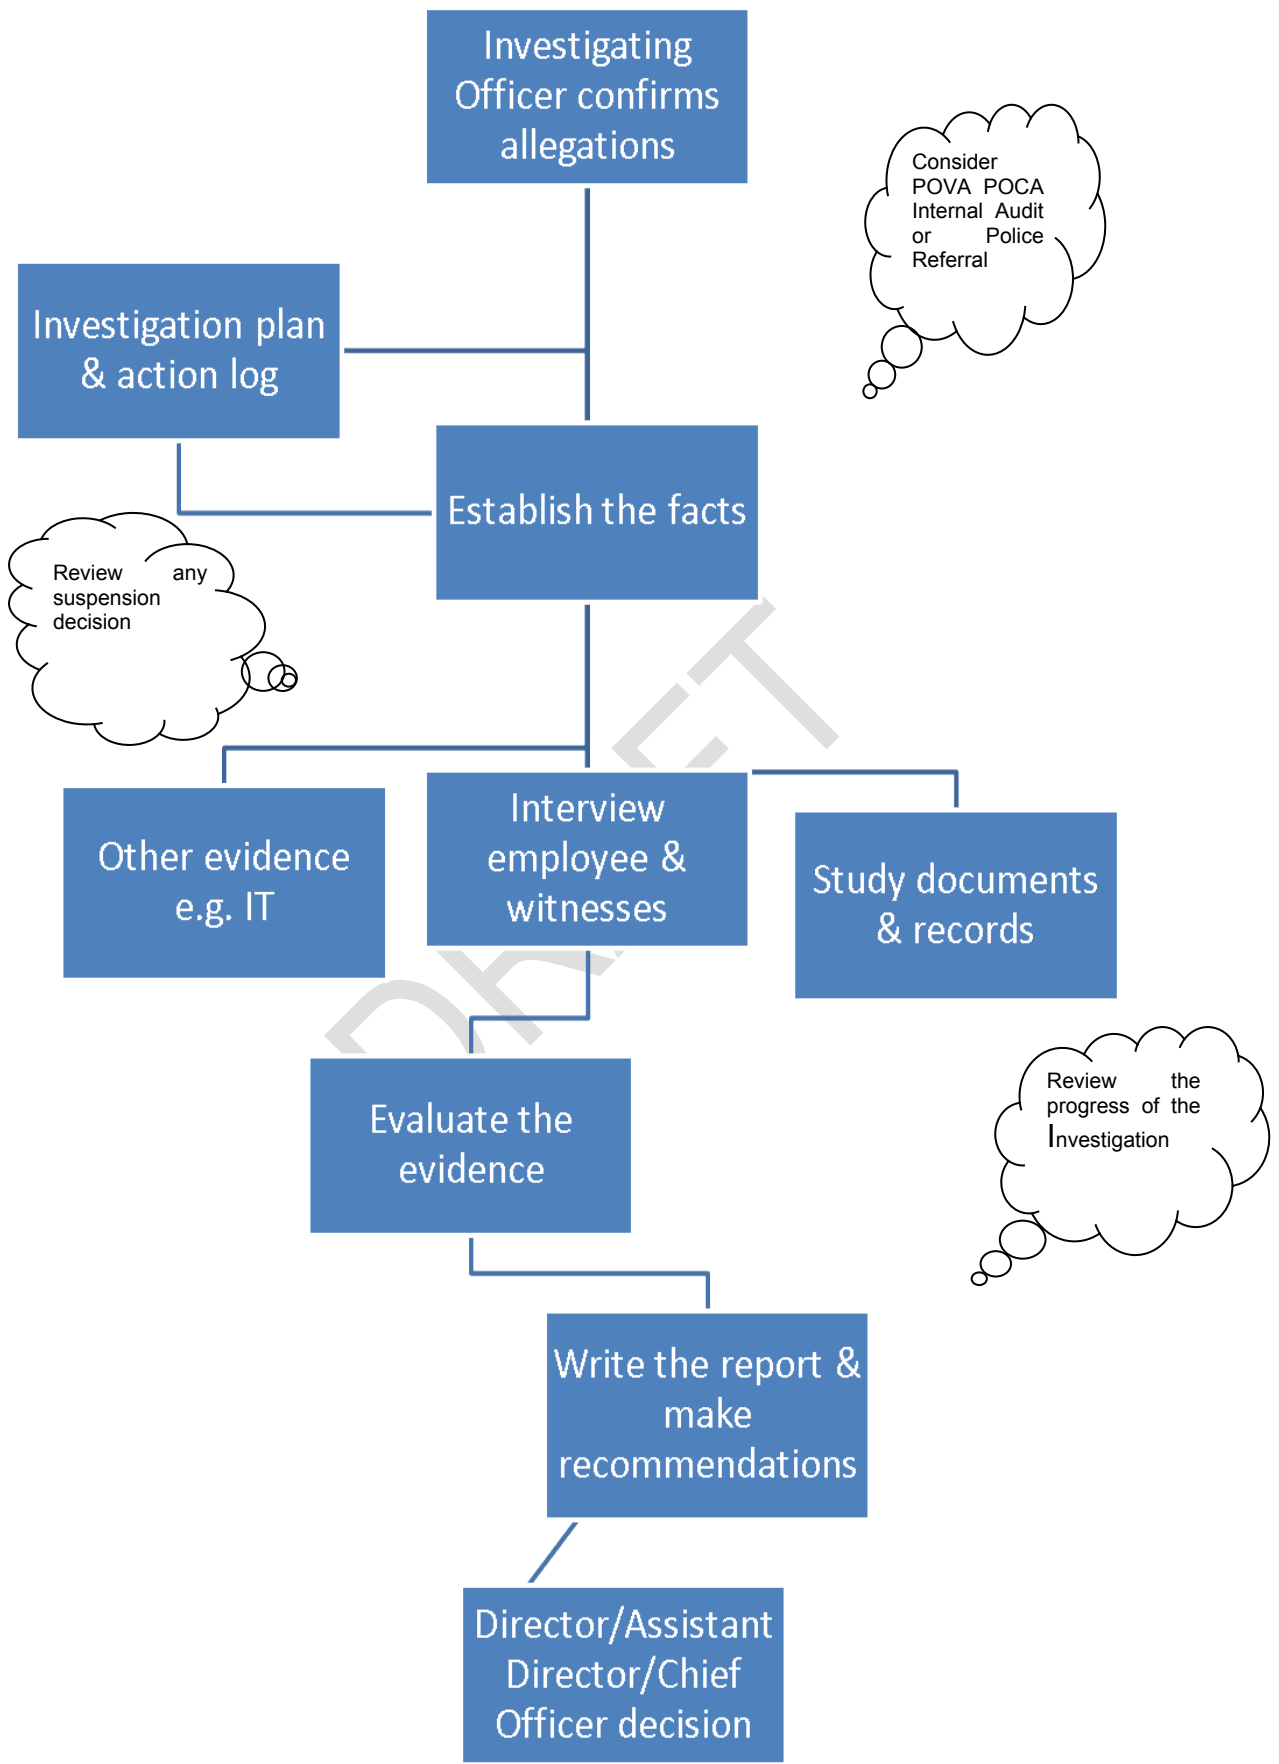 Investigating
Officer confirms
allegations
Consider
POVA POCA
Internal Audit
or Police
Referral
Investigation plan
& action log
Establish the facts
Review any
suspension
decision
Other evidence
e.g. IT
Interview
employee &
witnesses
Study documents
& records
DRAFT
Evaluate the
evidence
Review the
progress of the
Investigation
Write the report &
make
recommendations
Director/Assistant
Director/Chief
Officer decision